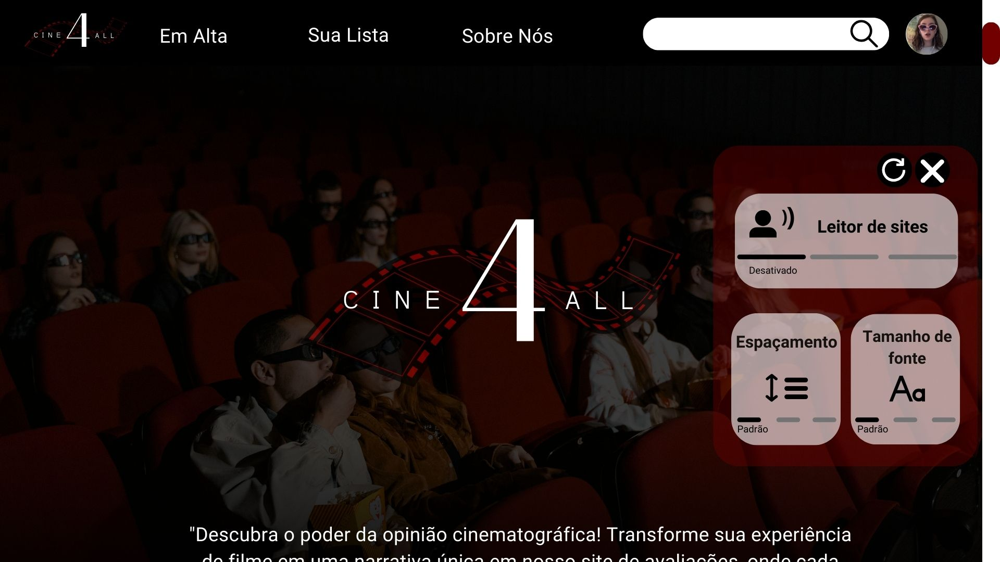 CINE 4 ALL
Em Alta
Sua Lista
Sobre Nós
CINE 4 ALL
Leitor de sites
Desativado
Espaçamento
Padrão
Tamanho de
fonte
Aa
Padrão
"Descubra o poder da opinião cinematográfica! Transforme sua experiência
de filme em uma narrativa única em nosso site de avaliações, onde cada